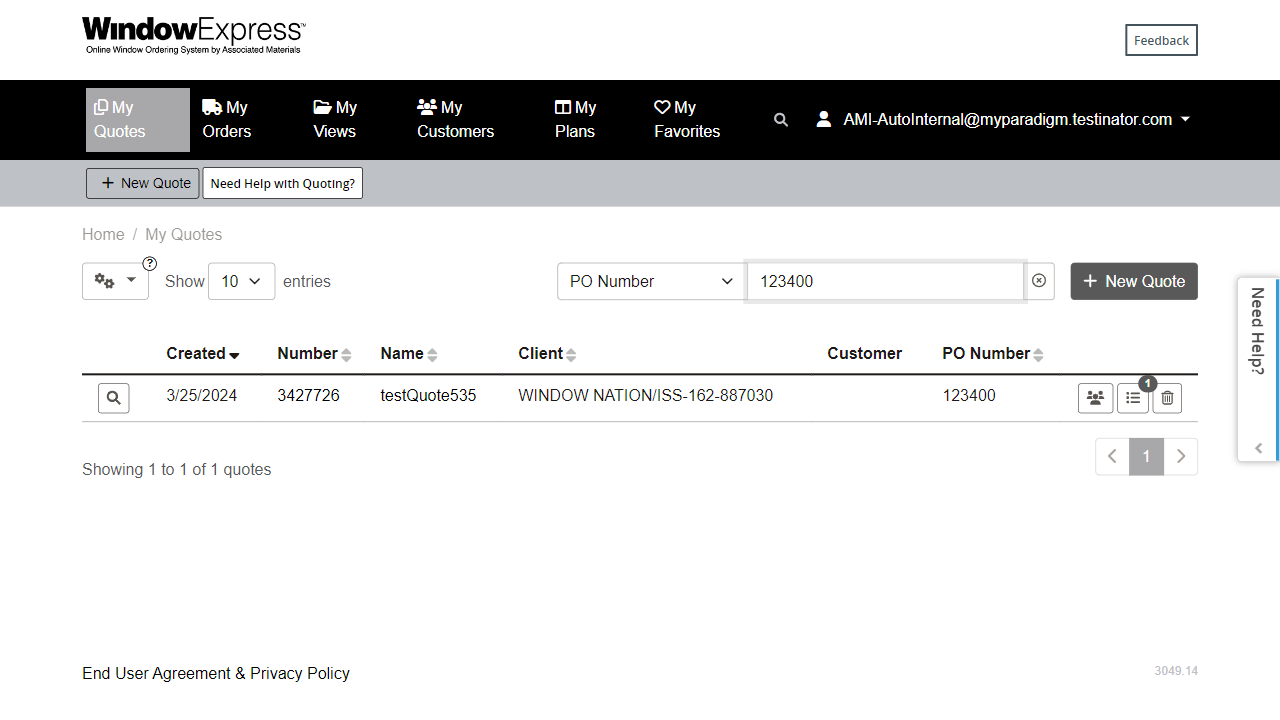 WindowExpress™
Online Window Ordering System by Associated Materials
Feedback
My Quotes
My Orders
My Views
My Customers
My Plans
My Favorites
AMI-AutoInternal@myparadigm.testinator.com
New Quote
Need Help with Quoting?
Home / My Quotes
?
Show 10 entries
PO Number
123400
New Quote
Created Number Name Client Customer PO Number
3/25/2024 3427726 testQuote535 WINDOW NATION/ISS-162-887030 123400
1
1
Showing 1 to 1 of 1 quotes
Need Help?
End User Agreement & Privacy Policy
3049.14